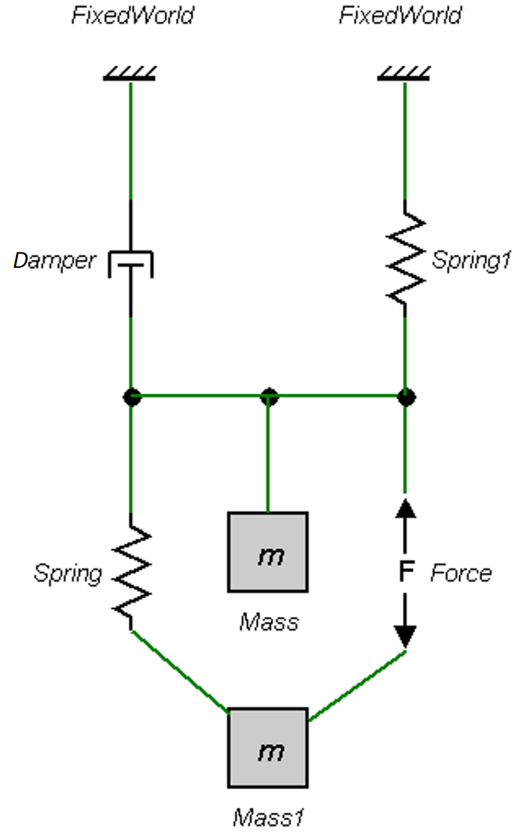 FixedWorld
FixedWorld
Damper
Spring1
m
Spring
F
Force
Mass
m
Mass1